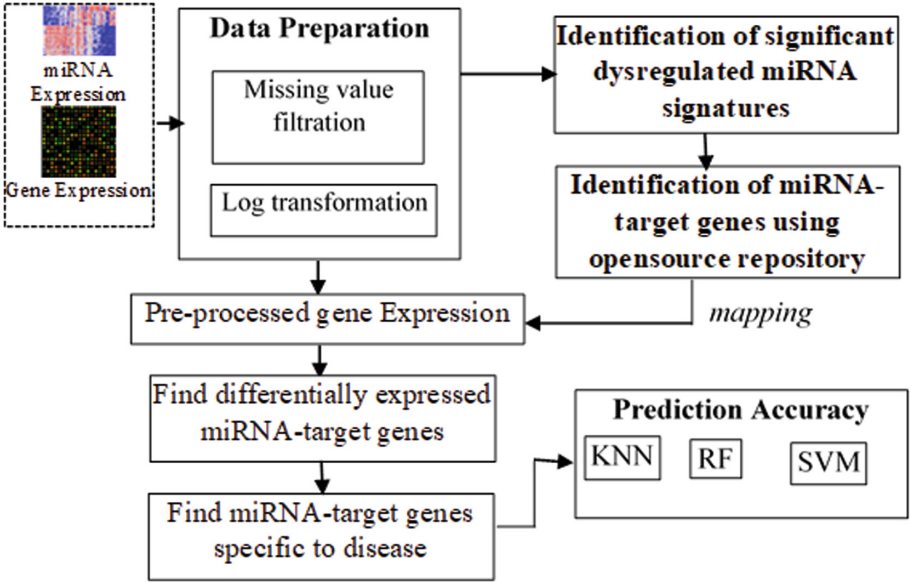 miRNA
Expression
Gene Expression
Data Preparation
Missing value
filtration
Log transformation
Identification of significant
dysregulated miRNA
signatures
Identification of miRNA-
target genes using
opensource repository
mapping
Pre-processed gene Expression
Find differentially expressed
miRNA-target genes
Find miRNA-target genes
specific to disease
Prediction Accuracy
KNN
RF
SVM